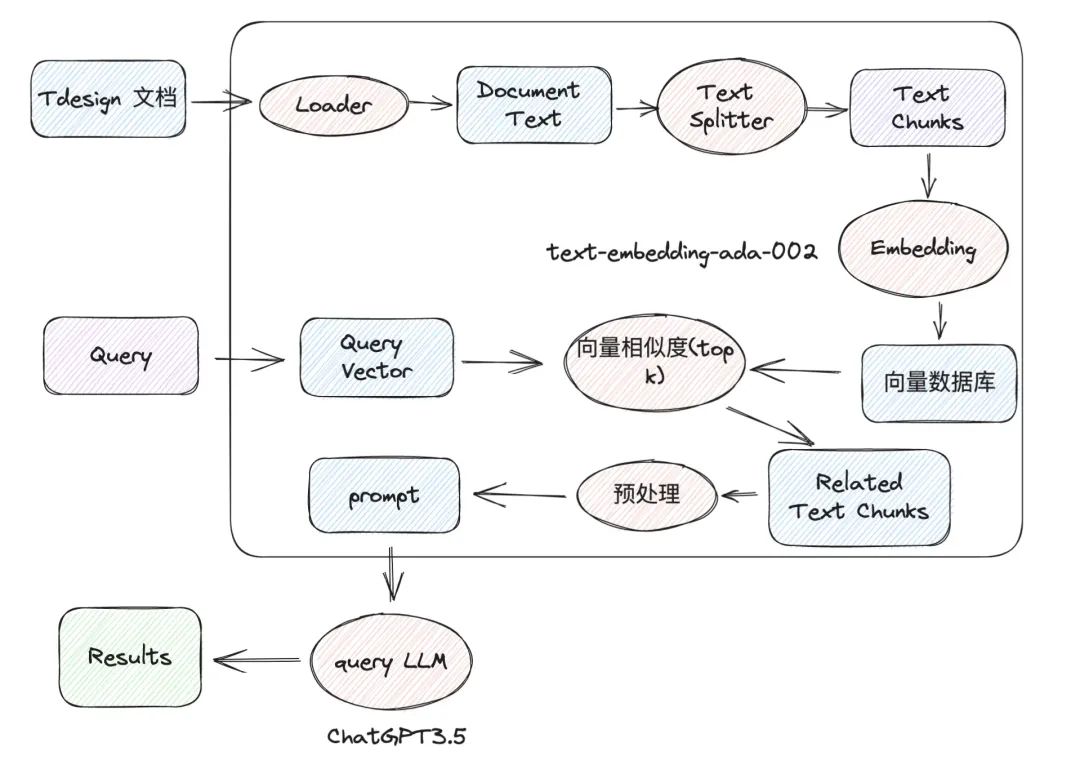 Tdesign 文档
Loader
Document
Text
Text
Splitter
Text
Chunks
text-embedding-ada-002
Embedding
Query
Query
Vector
向量相似度(top
k)
向量数据库
prompt
预处理
Related
Text Chunks
Results
query LLM
ChatGPT3.5